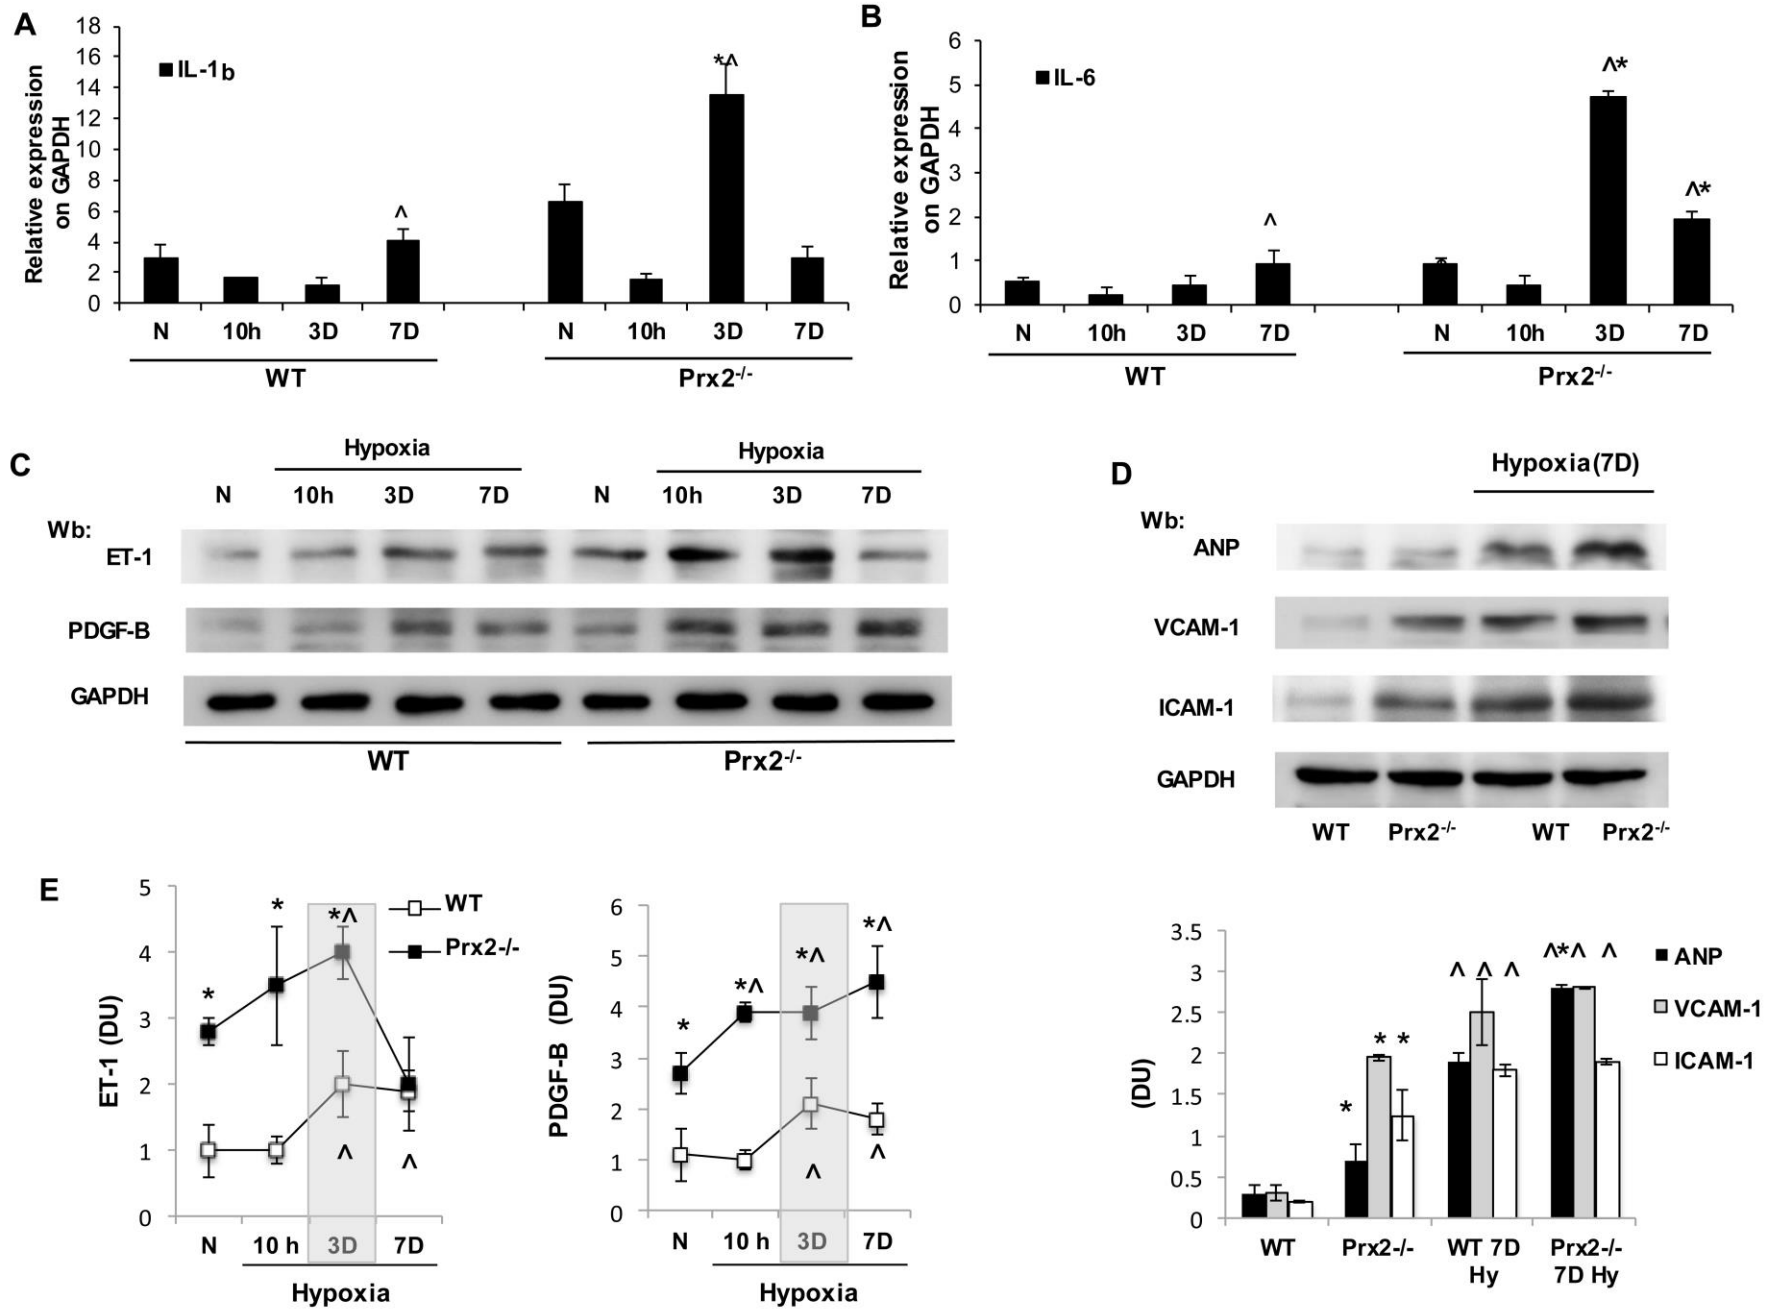 A
Relative expression
on GAPDH
18
16
14
12
10
8
6
4
2
0
IL-1b
^
*^
N 10h 3D 7D N 10h 3D 7D
WT Prx2-/-
B
Relative expression
on GAPDH
6
5
4
3
2
1
0
IL-6
^
^*
^*
N 10h 3D 7D N 10h 3D 7D
WT Prx2-/-
C
Hypoxia Hypoxia
N 10h 3D 7D N 10h 3D 7D
Wb:
ET-1
PDGF-B
GAPDH
WT Prx2-/-
D
Hypoxia(7D)
Wb:
ANP
VCAM-1
ICAM-1
GAPDH
WT Prx2-/- WT Prx2-/-
E
ET-1 (DU)
5
4
3
2
1
0
WT
Prx2-/-
* * *^
^ ^
N 10 h 3D 7D
Hypoxia
PDGF-B (DU)
6
5
4
3
2
1
0
* *^ *^ *^
^ ^
N 10 h 3D 7D
Hypoxia
(DU)
3.5
3
2.5
2
1.5
1
0.5
0
* * *
^ ^ ^
^*^ ^
ANP
VCAM-1
ICAM-1
WT Prx2-/- WT 7D Prx2-/-
Hy 7D Hy